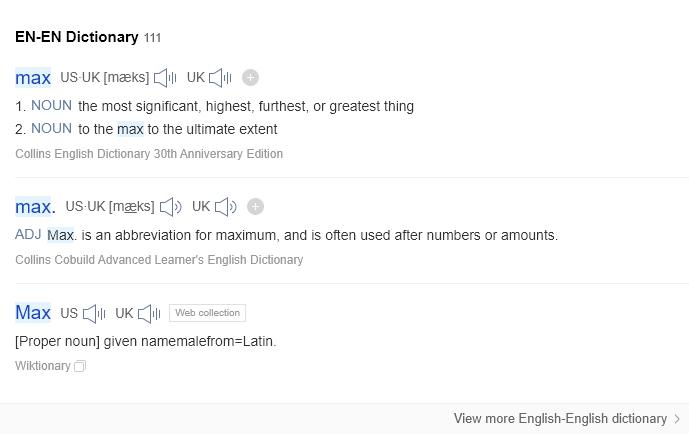 EN-EN Dictionary 111
max US·UK [mæks] UK
1. NOUN the most significant, highest, furthest, or greatest thing
2. NOUN to the max to the ultimate extent
Collins English Dictionary 30th Anniversary Edition
max. US·UK [mæks] UK
ADJ Max. is an abbreviation for maximum, and is often used after numbers or amounts.
Collins Cobuild Advanced Learner's English Dictionary
Max US UK Web collection
[Proper noun] given namemalefrom=Latin.
Wiktionary
View more English-English dictionary >